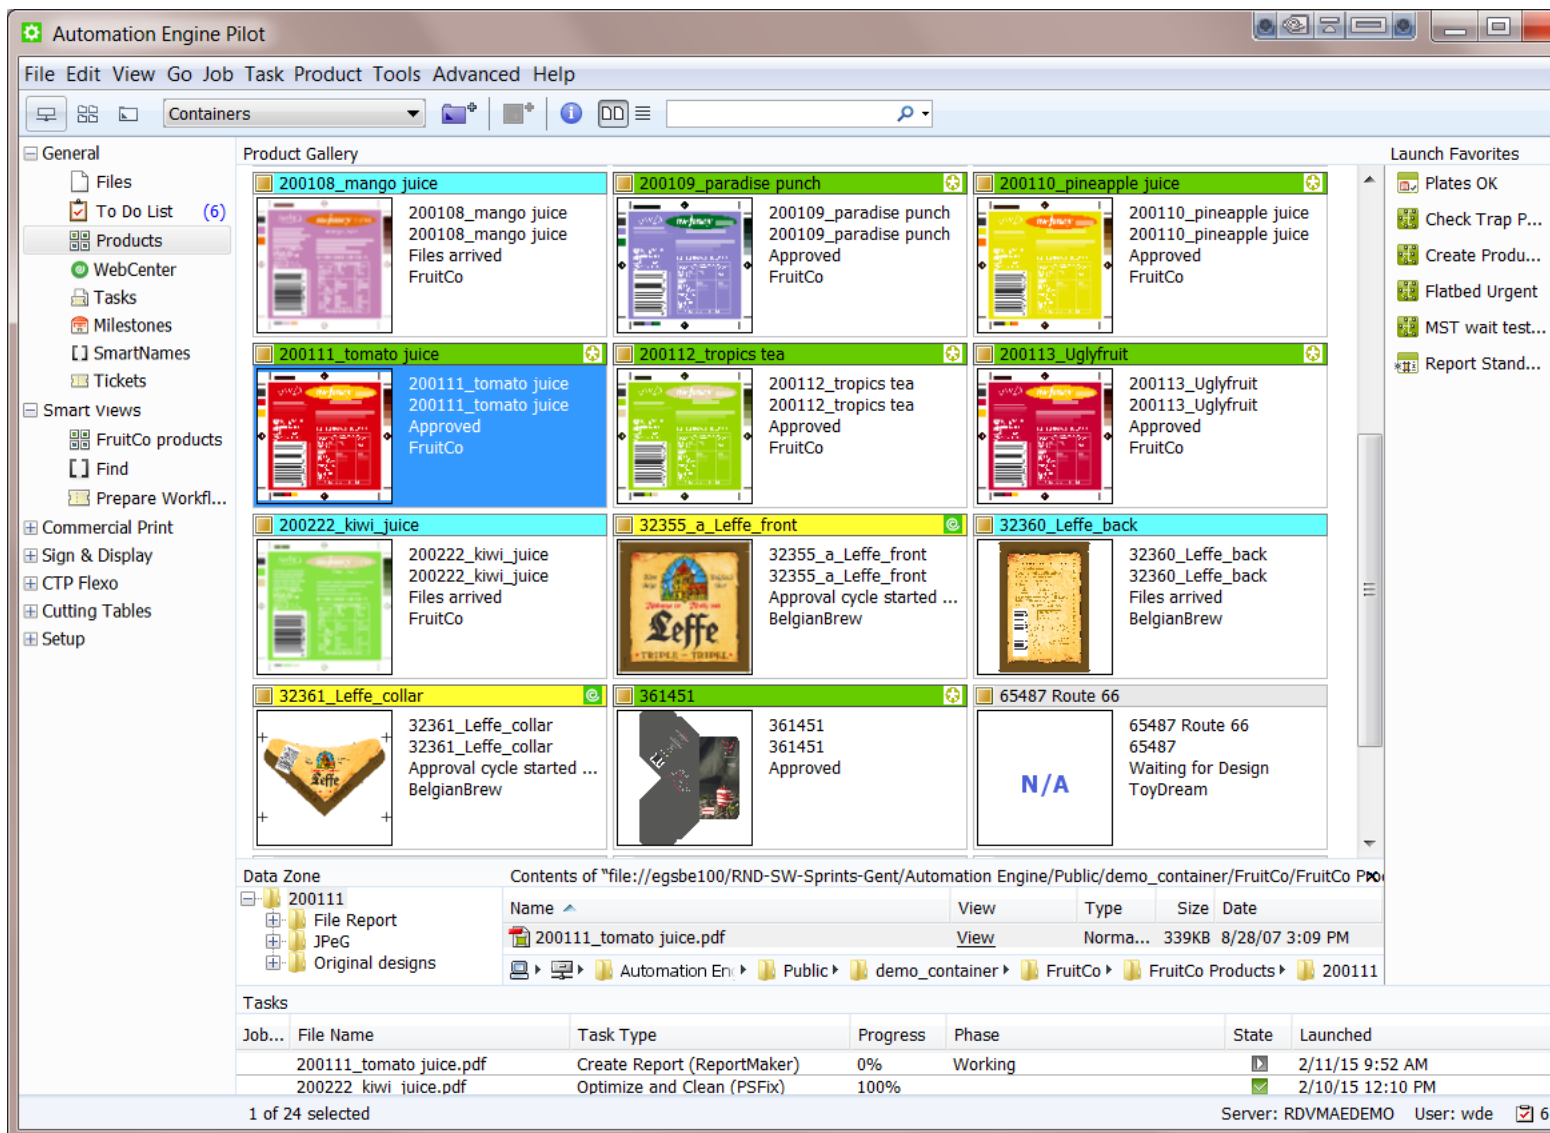 Automation Engine Pilot
File Edit View Go Job Task Product Tools Advanced Help
Containers
General
Files
To Do List (6)
Products
WebCenter
Tasks
Milestones
SmartNames
Tickets
Smart Views
FruitCo products
Find
Prepare Workfl...
Commercial Print
Sign & Display
CTP Flexo
Cutting Tables
Setup
Product Gallery
200108_mango juice
200108_mango juice
200108_mango juice
Files arrived
FruitCo
200109_paradise punch
200109_paradise punch
200109_paradise punch
Approved
FruitCo
200110_pineapple juice
200110_pineapple juice
200110_pineapple juice
Approved
FruitCo
200111_tomato juice
200111_tomato juice
200111_tomato juice
Approved
FruitCo
200112_tropics tea
200112_tropics tea
200112_tropics tea
Approved
FruitCo
200113_Uglyfruit
200113_Uglyfruit
200113_Uglyfruit
Approved
FruitCo
200222_kiwi_juice
200222_kiwi_juice
200222_kiwi_juice
Files arrived
FruitCo
32355_a_Leffe_front
Leffe
TRIPLE - TRIPEL
32355_a_Leffe_front
32355_a_Leffe_front
Approval cycle started ...
BelgianBrew
32360_Leffe_back
32360_Leffe_back
32360_Leffe_back
Files arrived
BelgianBrew
32361_Leffe_collar
Leffe
32361_Leffe_collar
32361_Leffe_collar
Approval cycle started ...
BelgianBrew
361451
361451
361451
Approved
65487 Route 66
N/A
65487 Route 66
65487
Waiting for Design
ToyDream
Launch Favorites
Plates OK
Check Trap P...
Create Produ...
Flatbed Urgent
MST wait test...
Report Stand...
Data Zone
200111
File Report
JPeG
Original designs
Contents of "file://egsbe100/RND-SW-Sprints-Gent/Automation Engine/Public/demo_container/FruitCo/FruitCo
Name View Type Size Date
200111_tomato juice.pdf View Norma... 339KB 8/28/07 3:09 PM
Automation En Public demo_container FruitCo FruitCo Products 200111
Tasks
Job... File Name Task Type Progress Phase State Launched
200111_tomato juice.pdf Create Report (ReportMaker) 0% Working 2/11/15 9:52 AM
200222_kiwi_juice.pdf Optimize and Clean (PSFix) 100% 2/10/15 12:10 PM
1 of 24 selected Server: RDVMAEDEMO User: wde 6